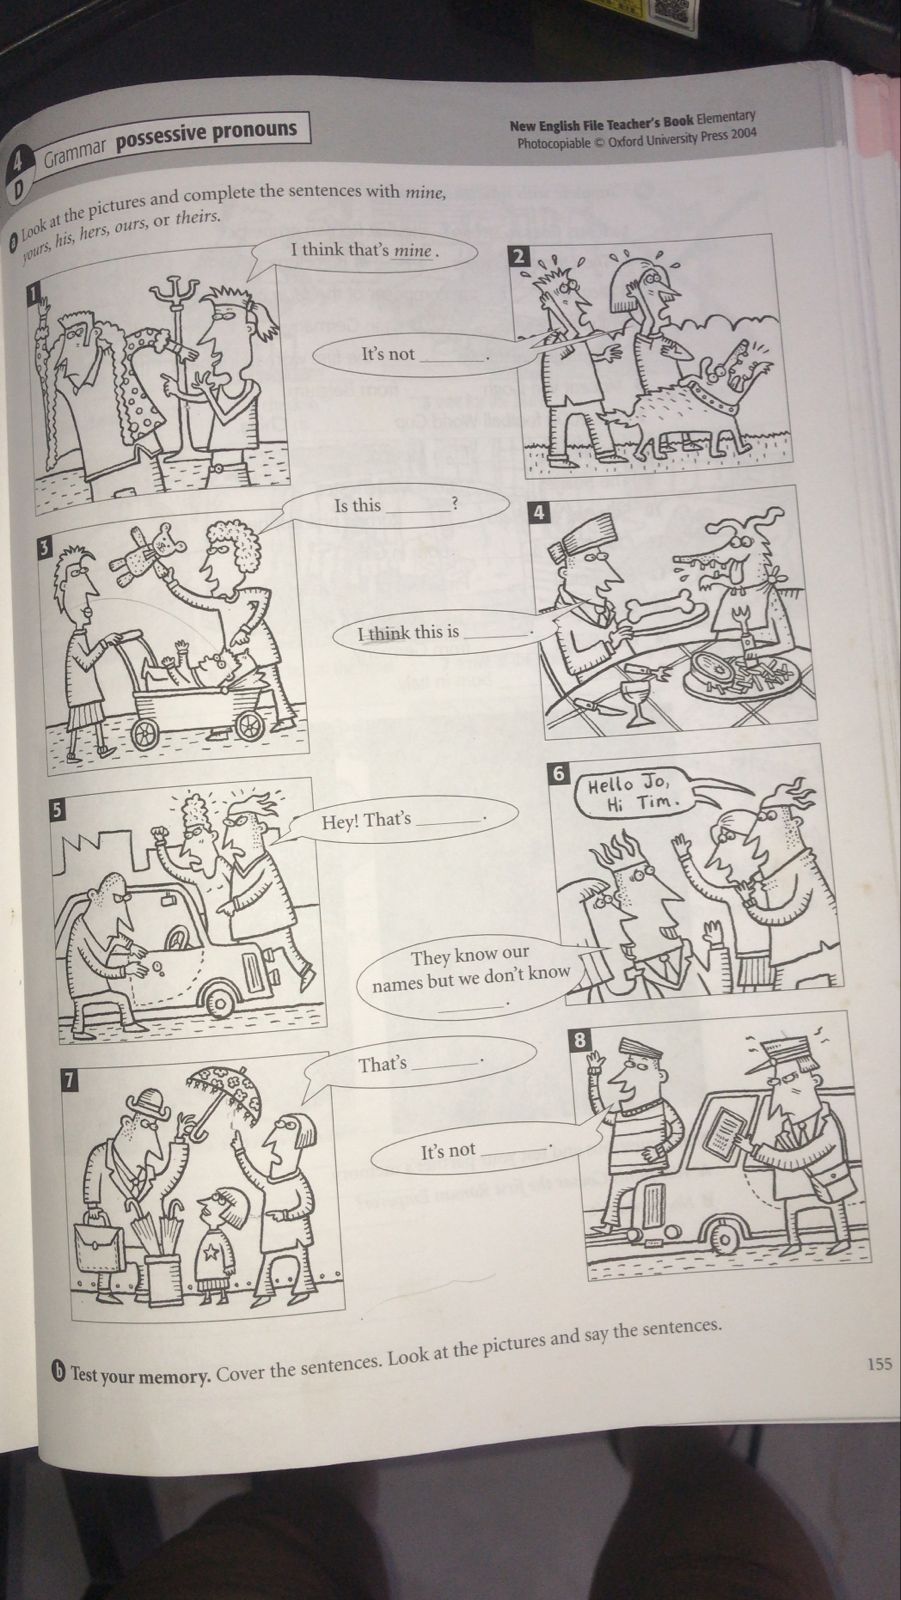 4
D
Grammar possessive pronouns
New English File Teacher's Book Elementary
Photocopiable © Oxford University Press 2004
a Look at the pictures and complete the sentences with mine,
yours, his, hers, ours, or theirs.
1
I think that's mine.
2
It's not ______.
3
Is this ______?
4
I think this is ______.
5
Hey! That's ______.
6
Hello Jo,
Hi Tim.
They know our
names but we don't know
______.
7
That's ______.
8
It's not ______.
b Test your memory. Cover the sentences. Look at the pictures and say the sentences.
155